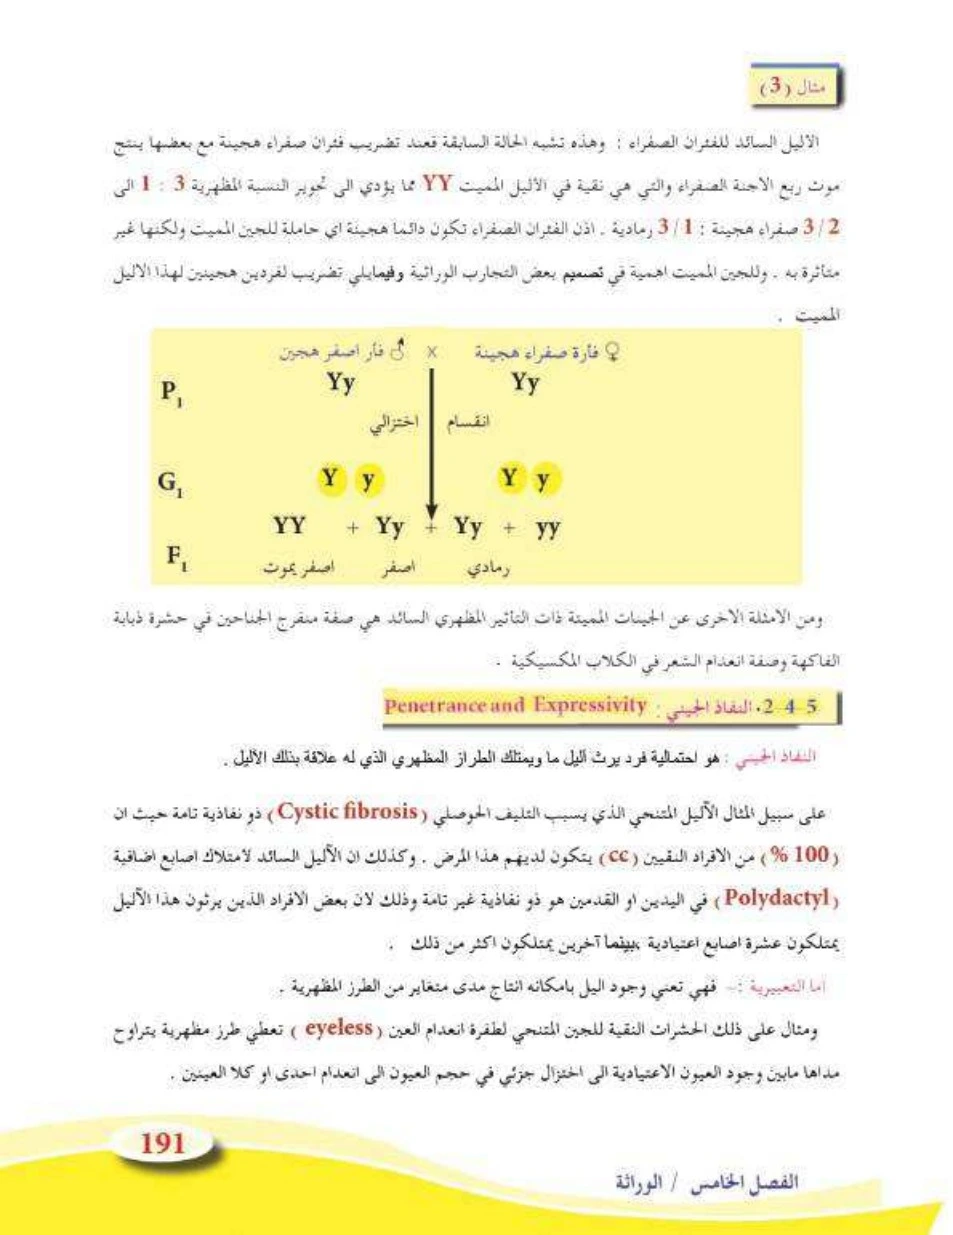 مثال (3)
الاليل السائد للفئران الصفراء : وهذه تشبه الحالة السابقة فعند تضريب فئران صفراء هجينة مع بعضها ينتج
موت ربع الاجنة الصفراء والتي هي نقية في الأليل المميت YY مما يؤدي الى تحوير النسبة المظهرية 3 : 1 الى
3/2 صفراء هجينة : 3/1 رمادية . اذن الفئران الصفراء تكون دائما هجينة اي حاملة للجين المميت ولكنها غير
متأثرة به . وللجين المميت اهمية في تصميم بعض التجارب الوراثية وفيمايلي تضريب لفردين هجينين لهذا الاليل
المميت .
♀ فأرة صفراء هجينة x ♂ فأر اصفر هجين
P1 Yy Yy
انقسام اختزالي
G1 Y y Y y
YY + Yy + Yy + yy
F1 اصفر يموت اصفر رمادي
ومن الامثلة الاخرى عن الجينات المميتة ذات التأثير المظهري السائد هي صفة منفرج الجناحين في حشرة ذبابة
الفاكهة وصفة انعدام الشعر في الكلاب المكسيكية .
5-4-2. النفاذ الجيني : Penetrance and Expressivity
النفاذ الجيني : هو احتمالية فرد يرث أليل ما ويمتلك الطراز المظهري الذي له علاقة بذلك الأليل .
على سبيل المثال الأليل المتنحي الذي يسبب التليف الحوصلي (Cystic fibrosis) ذو نفاذية تامة حيث ان
(100 %) من الافراد النقيين (cc) يتكون لديهم هذا المرض . وكذلك ان الأليل السائد لامتلاك اصابع اضافية
(Polydactyl) في اليدين او القدمين هو ذو نفاذية غير تامة وذلك لان بعض الافراد الذين يرثون هذا الأليل
يمتلكون عشرة اصابع اعتيادية ,بينما آخرين يمتلكون اكثر من ذلك .
اما التعبيرية :- فهي تعني وجود اليل بامكانه انتاج مدى متغاير من الطرز المظهرية .
ومثال على ذلك الحشرات النقية للجين المتنحي لطفرة انعدام العين (eyeless) تعطي طرز مظهرية يتراوح
مداها مابين وجود العيون الاعتيادية الى اختزال جزئي في حجم العيون الى انعدام احدى او كلا العينين .
191
الفصل الخامس / الوراثة